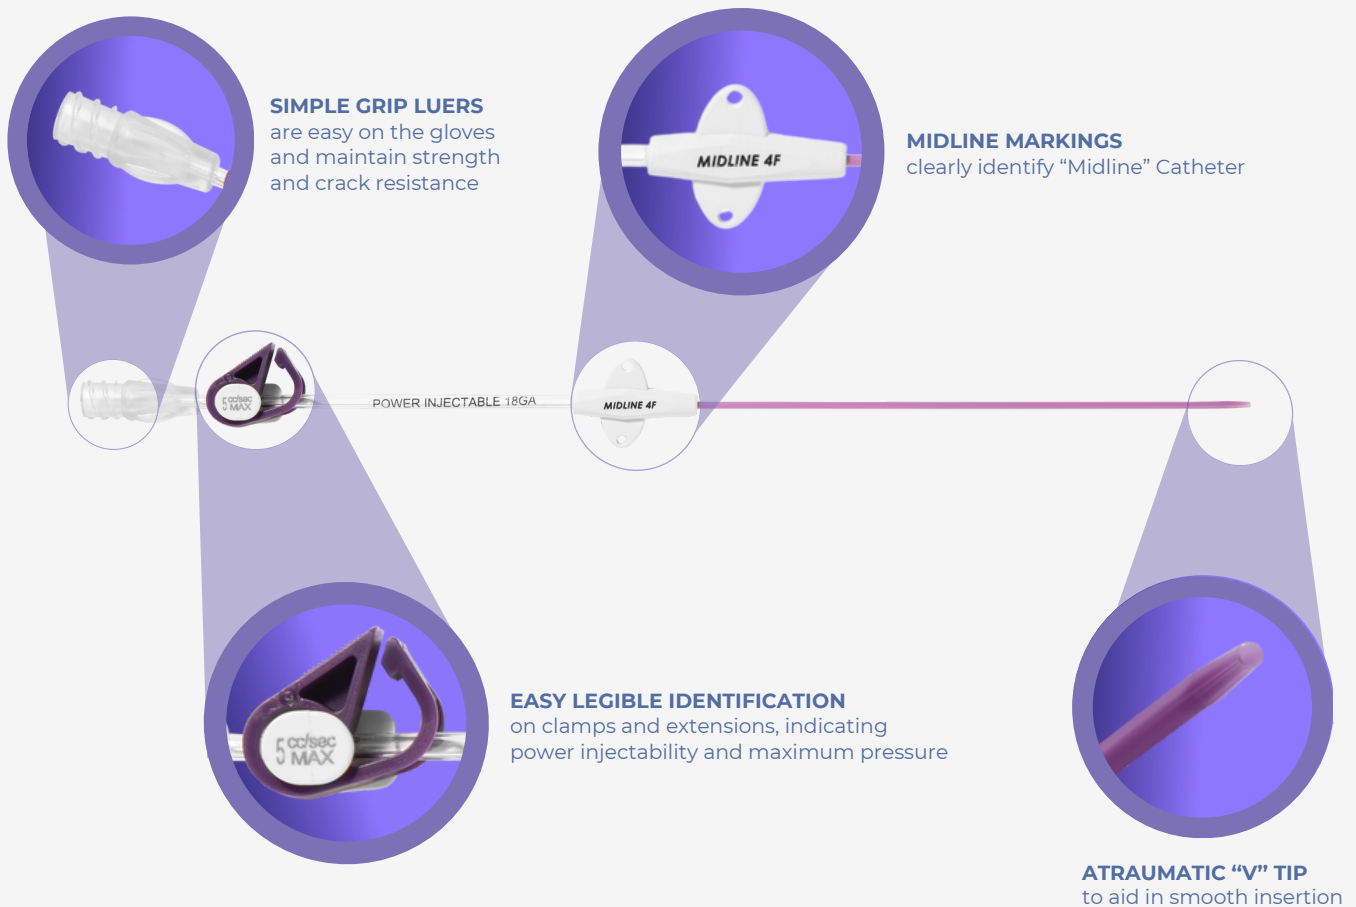 SIMPLE GRIP LUERS
are easy on the gloves
and maintain strength
and crack resistance
MIDLINE 4F
MIDLINE MARKINGS
clearly identify “Midline” Catheter
5 cc/sec
MAX
POWER INJECTABLE 18GA
MIDLINE 4F
5 cc/sec
MAX
EASY LEGIBLE IDENTIFICATION
on clamps and extensions, indicating
power injectability and maximum pressure
ATRAUMATIC “V” TIP
to aid in smooth insertion